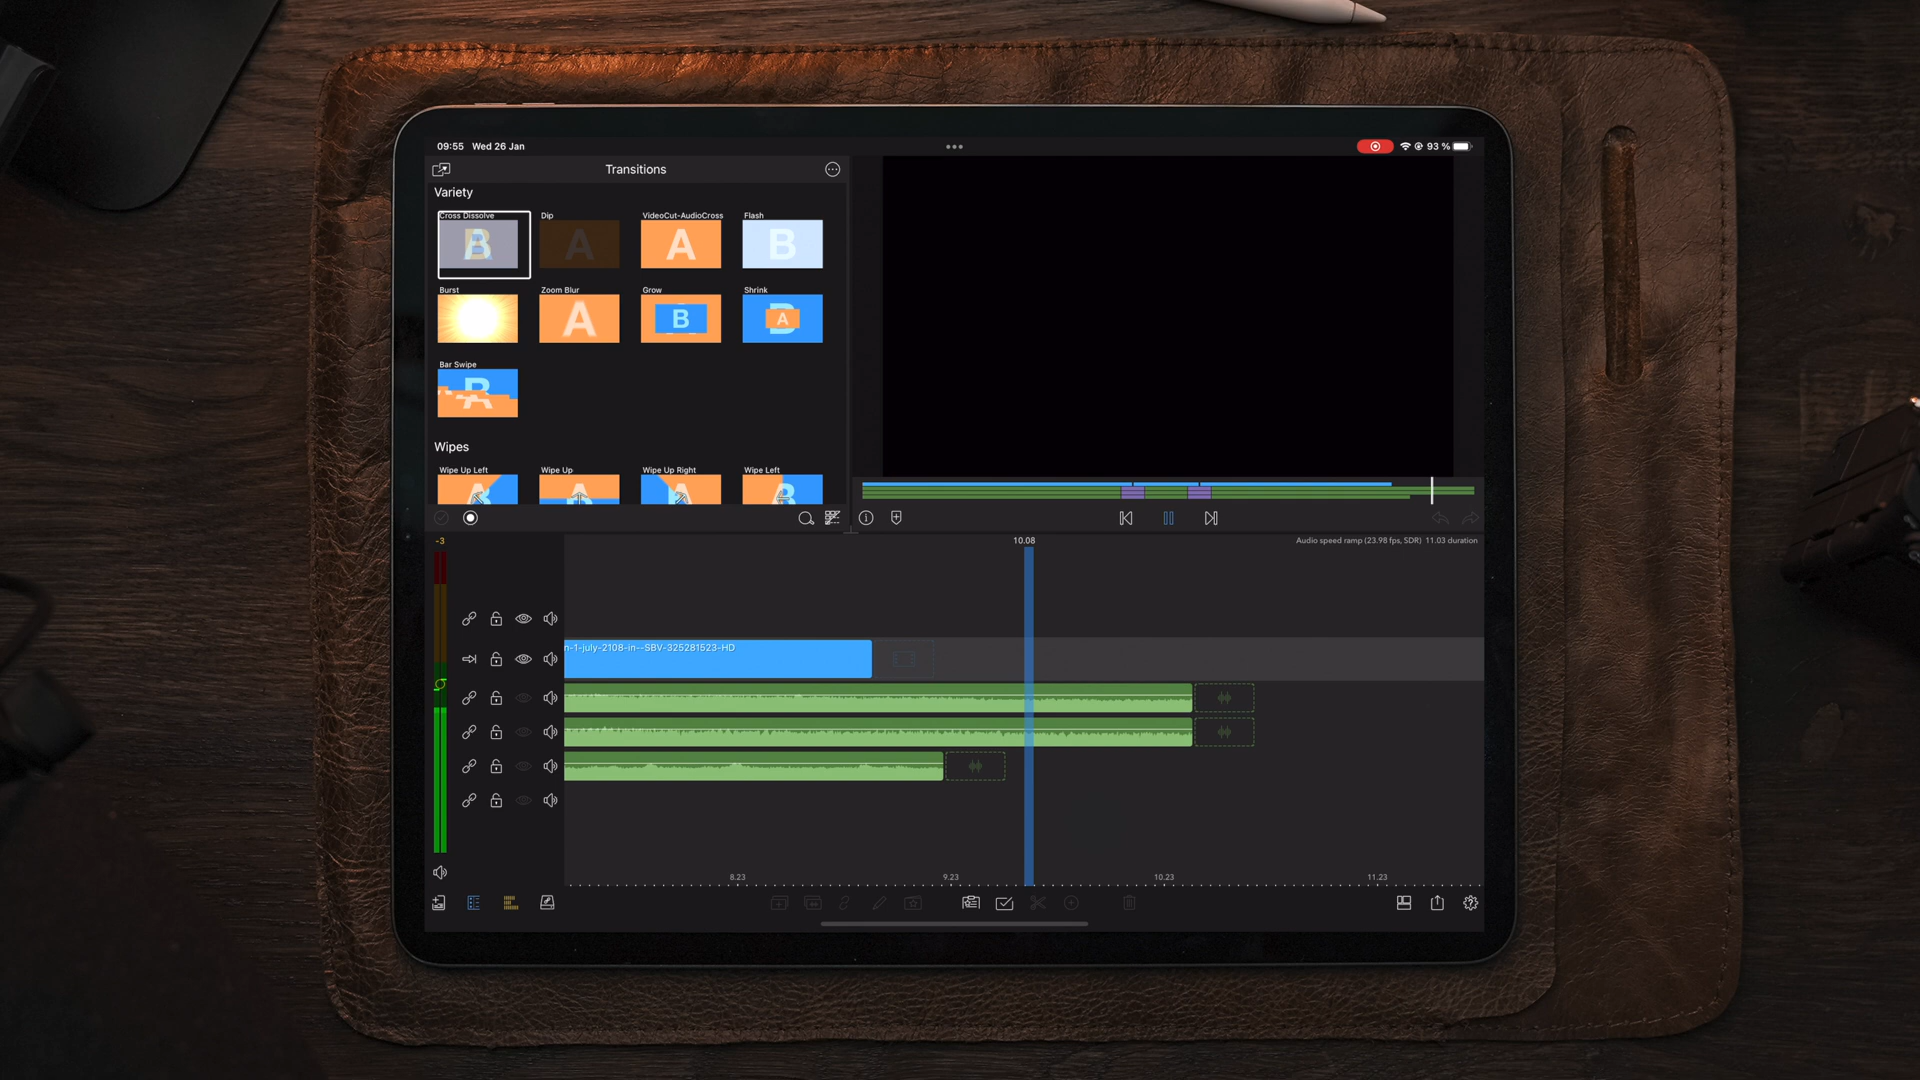 09:55 Wed 26 Jan
93 %
Transitions
Variety
Cross Dissolve
Dip
VideoCut-AudioCross
Flash
B
A
A
B
Burst
Zoom Blur
Grow
Shrink
A
B
A
Bar Swipe
Wipes
Wipe Up Left
Wipe Up
Wipe Up Right
Wipe Left
-3
10.08
Audio speed ramp (23.98 fps, SDR) 11.03 duration
n-1-july-2108-in--SBV-325281523-HD
8.23
9.23
10.23
11.23